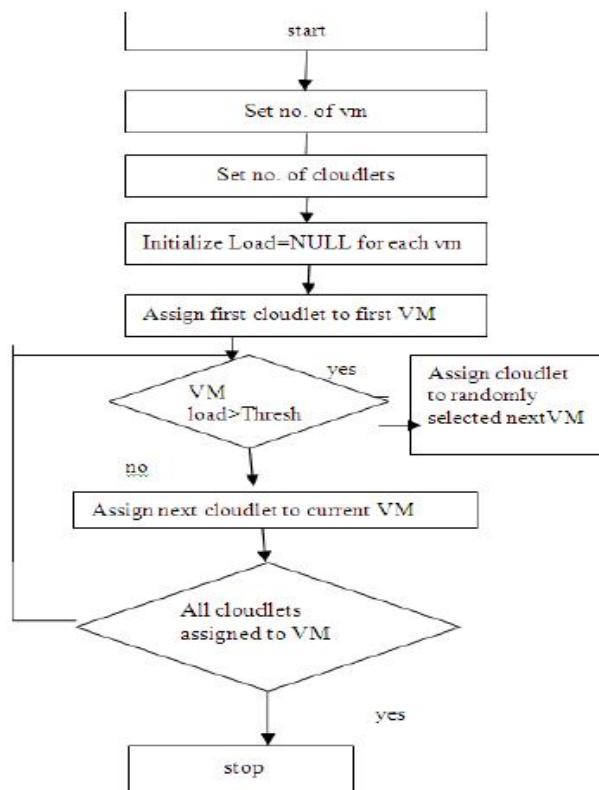 start
Set no. of vm
Set no. of cloudlets
Initialize Load=NULL for each vm
Assign first cloudlet to first VM
yes
VM
load>Thresh
Assign cloudlet
to randomly
selected nextVM
no
Assign next cloudlet to current VM
All cloudlets
assigned to VM
yes
stop